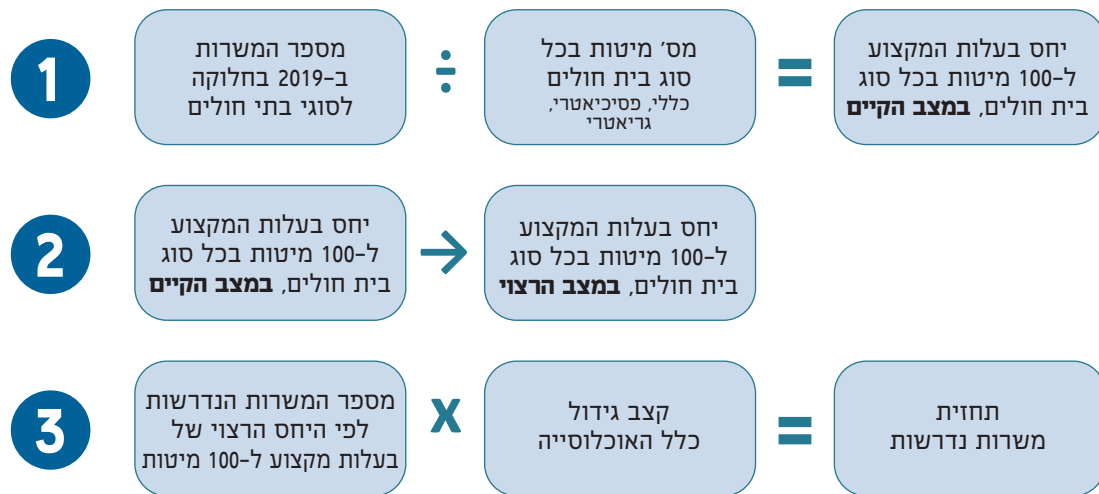 1
מספר המשרות
ב-2019 בחלוקה
לסוגי בתי חולים
÷
מס' מיטות בכל
סוג בית חולים
כללי, פסיכיאטרי,
גריאטרי
=
יחס בעלות המקצוע
ל-100 מיטות בכל סוג
בית חולים, במצב הקיים
2
יחס בעלות המקצוע
ל-100 מיטות בכל סוג
בית חולים, במצב הקיים
→
יחס בעלות המקצוע
ל-100 מיטות בכל סוג
בית חולים, במצב הרצוי
3
מספר המשרות הנדרשות
לפי היחס הרצוי של
בעלות מקצוע ל-100 מיטות
x
קצב גידול
כלל האוכלוסייה
=
תחזית
משרות נדרשות